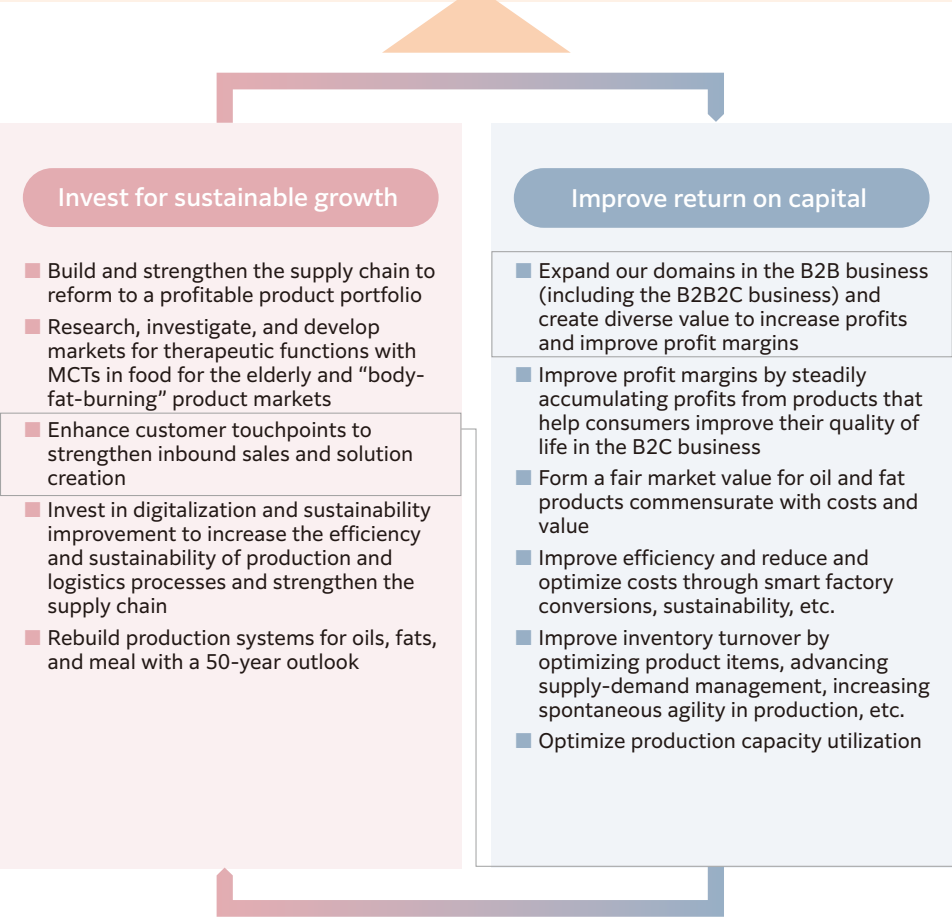 Invest for sustainable growth
■ Build and strengthen the supply chain to
reform to a profitable product portfolio
■ Research, investigate, and develop
markets for therapeutic functions with
MCTs in food for the elderly and “body-
fat-burning” product markets
■ Enhance customer touchpoints to
strengthen inbound sales and solution
creation
■ Invest in digitalization and sustainability
improvement to increase the efficiency
and sustainability of production and
logistics processes and strengthen the
supply chain
■ Rebuild production systems for oils, fats,
and meal with a 50-year outlook
Improve return on capital
■ Expand our domains in the B2B business
(including the B2B2C business) and
create diverse value to increase profits
and improve profit margins
■ Improve profit margins by steadily
accumulating profits from products that
help consumers improve their quality of
life in the B2C business
■ Form a fair market value for oil and fat
products commensurate with costs and
value
■ Improve efficiency and reduce and
optimize costs through smart factory
conversions, sustainability, etc.
■ Improve inventory turnover by
optimizing product items, advancing
supply-demand management, increasing
spontaneous agility in production, etc.
■ Optimize production capacity utilization